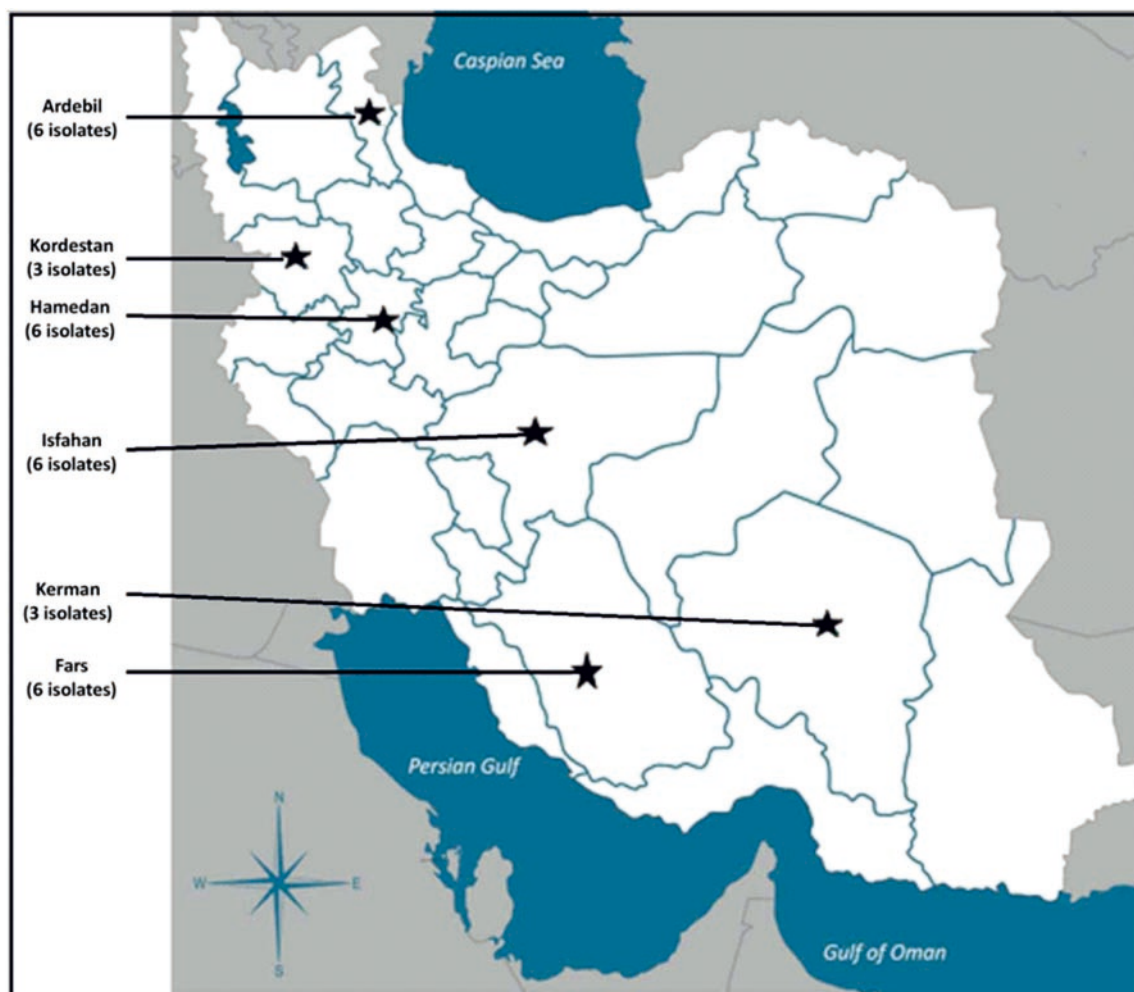 Caspian Sea
Ardebil
(6 isolates)
Kordestan
(3 isolates)
Hamedan
(6 isolates)
Isfahan
(6 isolates)
Kerman
(3 isolates)
Fars
(6 isolates)
Persian Gulf
N
W
E
S
Gulf of Oman